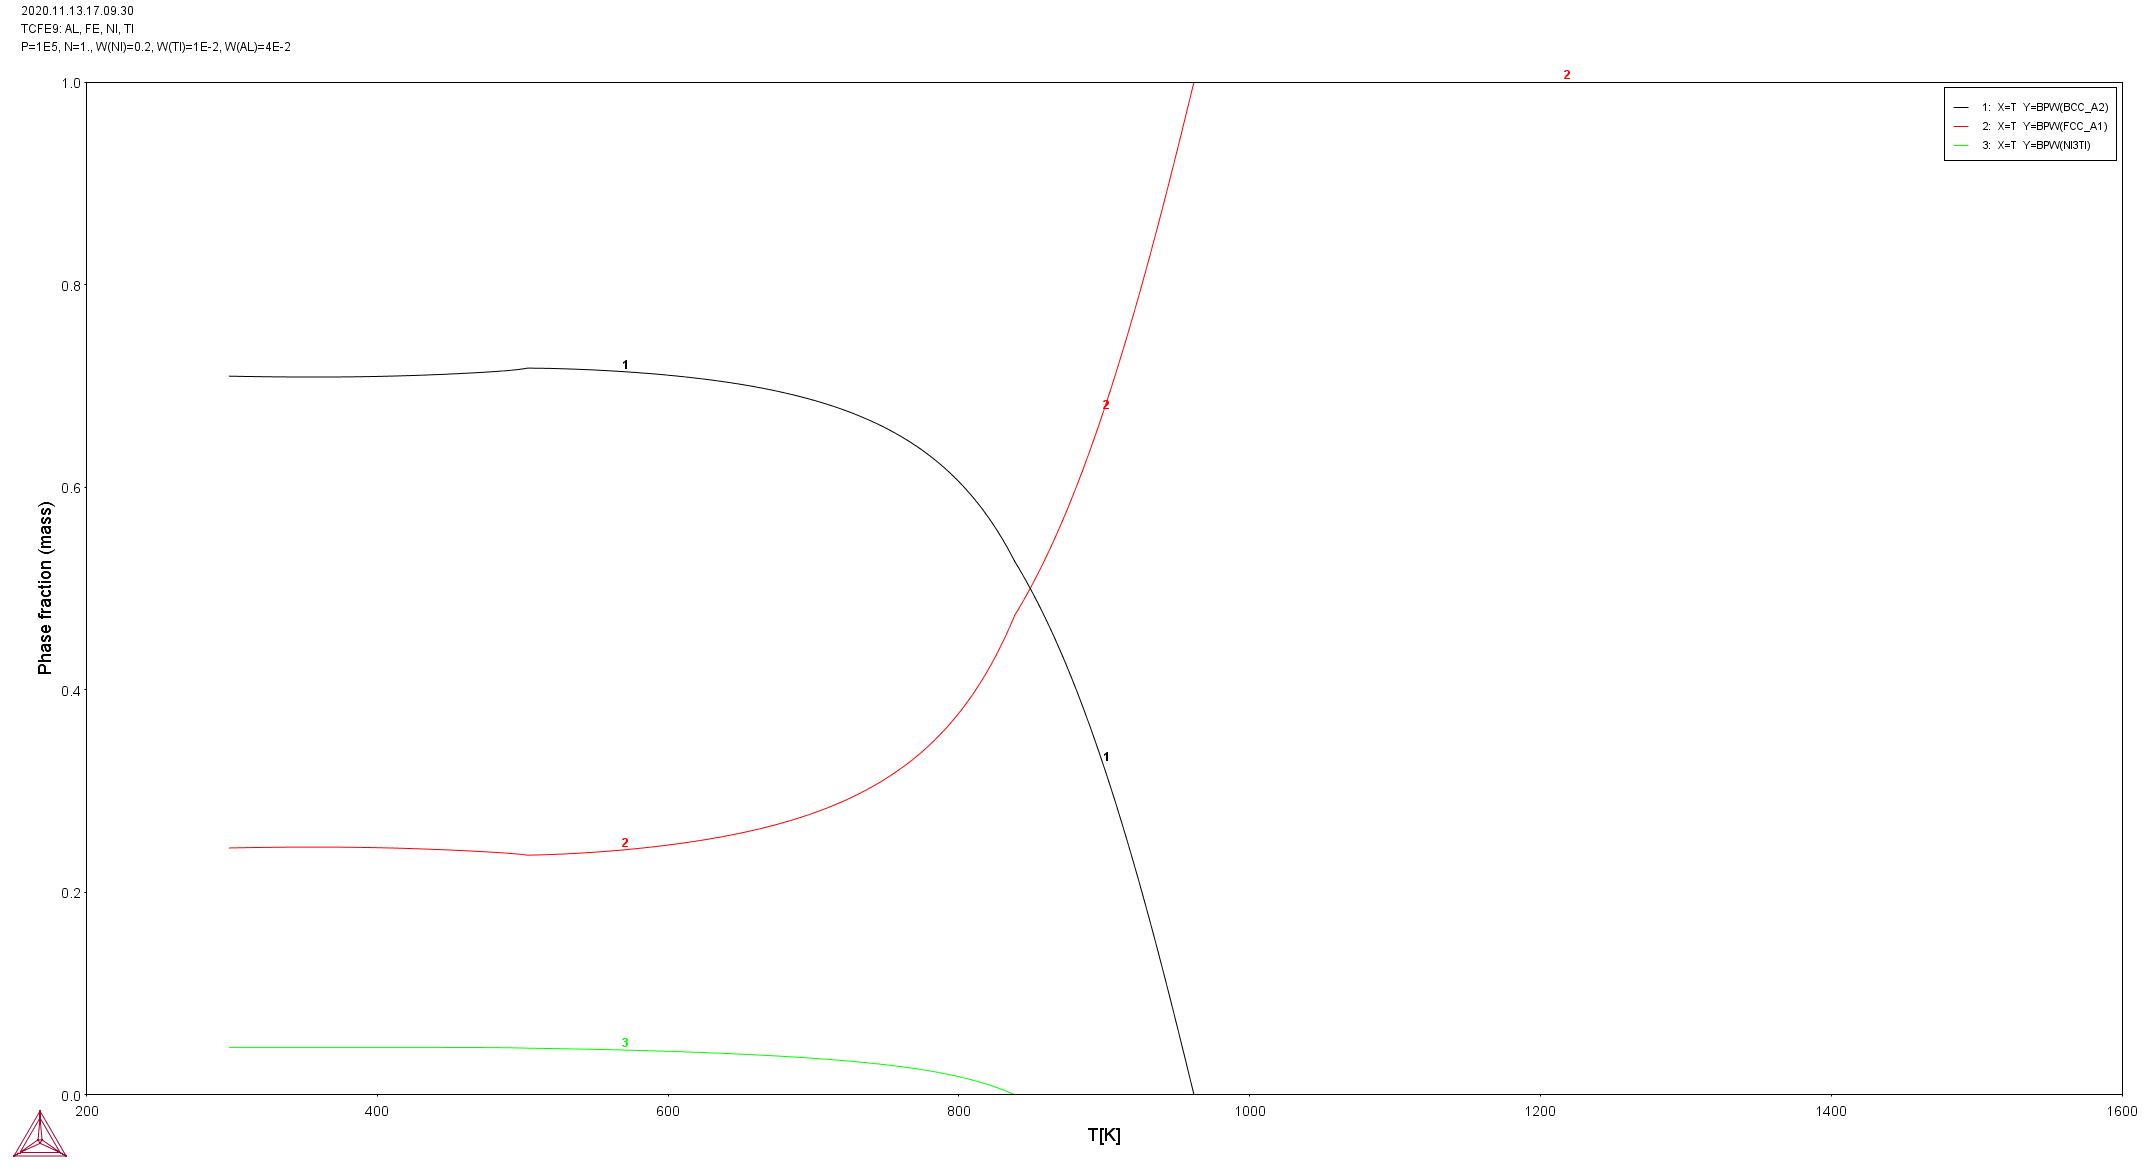 2020.11.13.17.09.30
TCFE9: AL, FE, NI, TI
P=1E5, N=1., W(NI)=0.2, W(TI)=1E-2, W(AL)=4E-2
2
1.0
1: X=T Y=BPW(BCC_A2)
2: X=T Y=BPW(FCC_A1)
3: X=T Y=BPW(NI3TI)
0.8
1
2
0.6
Phase fraction (mass)
0.4
1
2
0.2
3
0.0
200 400 600 800 1000 1200 1400 1600
T[K]